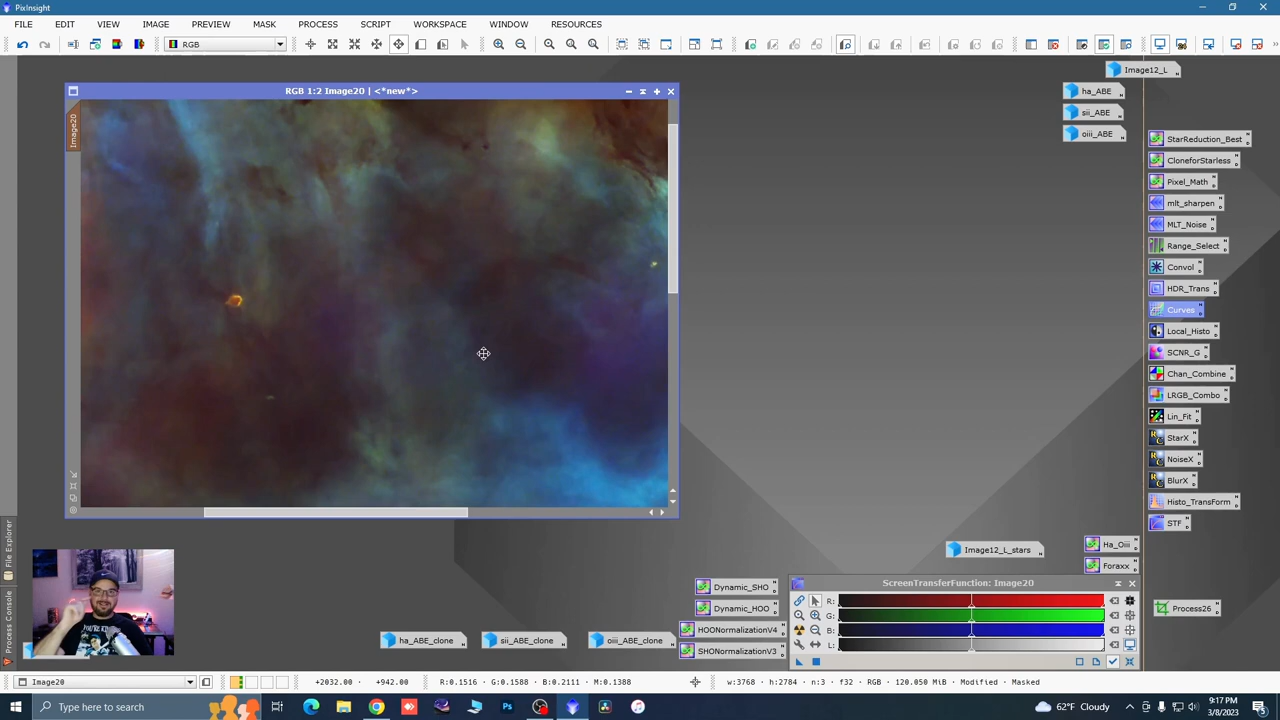 PixInsight
FILE EDIT VIEW IMAGE PREVIEW MASK PROCESS SCRIPT WORKSPACE WINDOW RESOURCES
RGB
RGB 1:2 Image20 | <*new*>
Image20
Image12_L
ha_ABE
sii_ABE
oiii_ABE
StarReduction_Best
CloneforStarless
Pixel_Math
mlt_sharpen
MLT_Noise
Range_Select
Convol
HDR_Trans
Curves
Local_Histo
SCNR_G
Chan_Combine
LRGB_Combo
Lin_Fit
StarX
NoiseX
BlurX
Histo_TransForm
STF
Process26
File Explorer
Process Console
ha_ABE_clone
sii_ABE_clone
oiii_ABE_clone
Image12_L_stars
Ha_Oiii
Foraxx
Dynamic_SHO
Dynamic_HOO
HOONormalizationV4
SHONormalizationV3
ScreenTransferFunction: Image20
R:
G:
B:
L:
Image20
+2032.00 +942.00 R:0.1516 G:0.1588 B:0.2111 M:0.1388
w:3768 h:2784 n:3 f32 RGB 120.050 MiB Modified Masked
Type here to search
62°F Cloudy
9:17 PM
3/8/2023